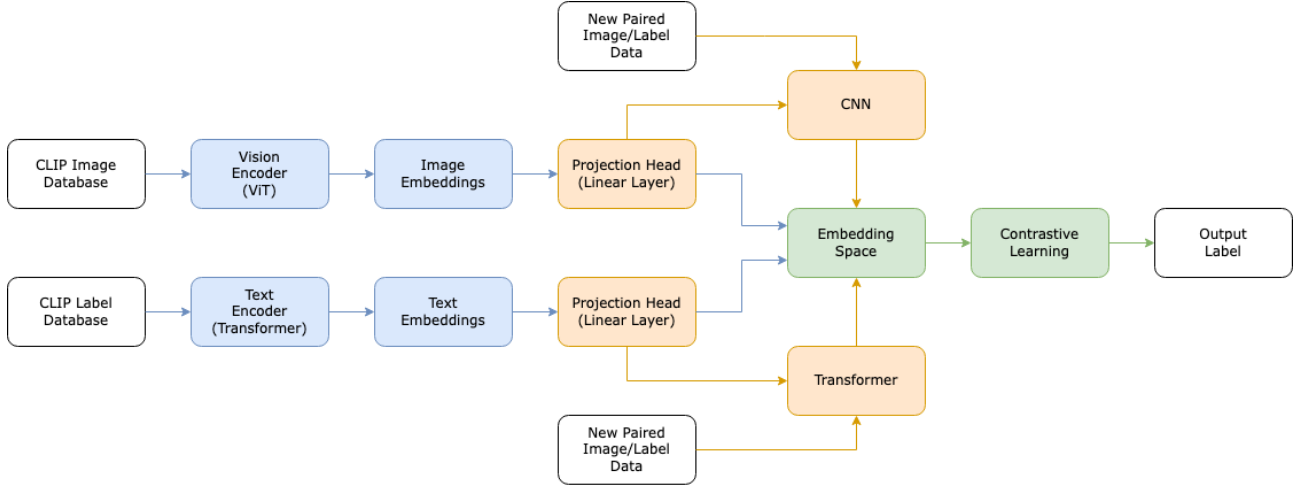 New Paired
Image/Label
Data
CNN
CLIP Image
Database
Vision
Encoder
(ViT)
Image
Embeddings
Projection Head
(Linear Layer)
Embedding
Space
Contrastive
Learning
Output
Label
CLIP Label
Database
Text
Encoder
(Transformer)
Text
Embeddings
Projection Head
(Linear Layer)
Transformer
New Paired
Image/Label
Data